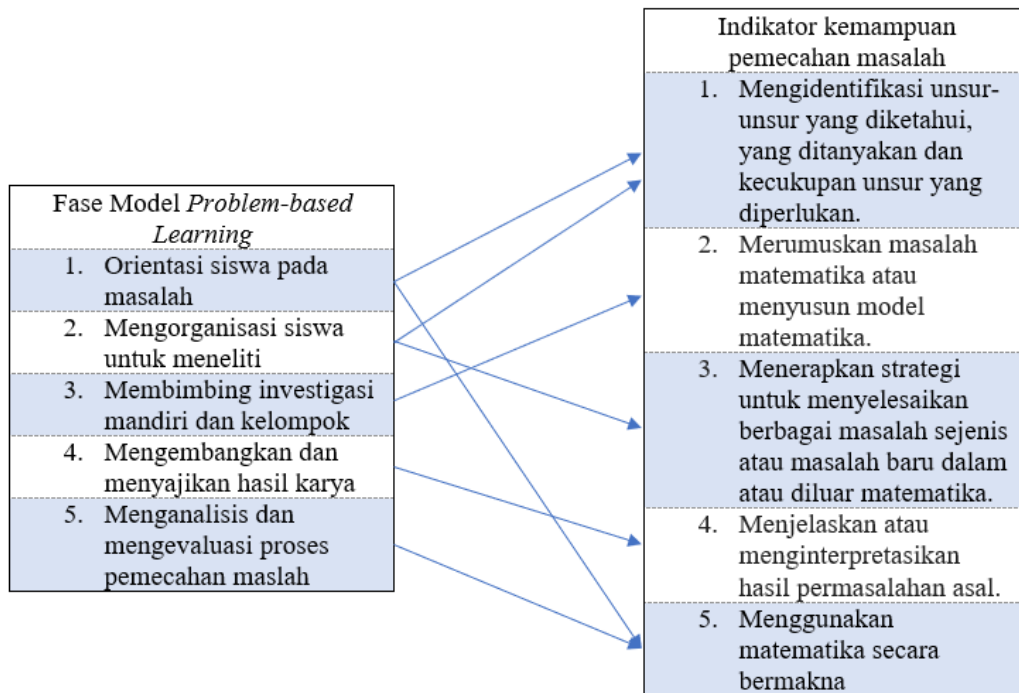 Fase Model Problem-based
Learning
1. Orientasi siswa pada
masalah
2. Mengorganisasi siswa
untuk meneliti
3. Membimbing investigasi
mandiri dan kelompok
4. Mengembangkan dan
menyajikan hasil karya
5. Menganalisis dan
mengevaluasi proses
pemecahan maslah
Indikator kemampuan
pemecahan masalah
1. Mengidentifikasi unsur-
unsur yang diketahui,
yang ditanyakan dan
kecukupan unsur yang
diperlukan.
2. Merumuskan masalah
matematika atau
menyusun model
matematika.
3. Menerapkan strategi
untuk menyelesaikan
berbagai masalah sejenis
atau masalah baru dalam
atau diluar matematika.
4. Menjelaskan atau
menginterpretasikan
hasil permasalahan asal.
5. Menggunakan
matematika secara
bermakna